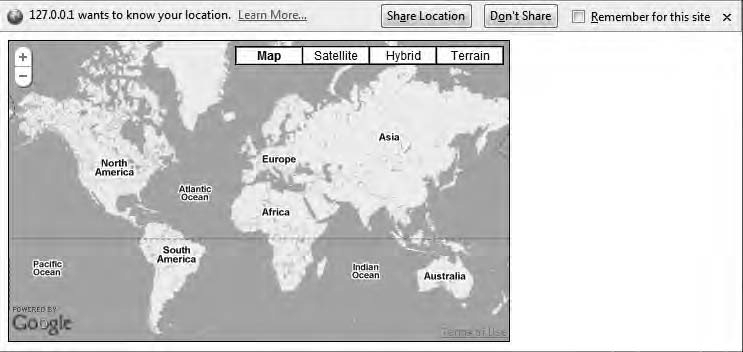 127.0.0.1 wants to know your location. Learn More... Share Location Don't Share Remember for this site ×
+
−
Map Satellite Hybrid Terrain
Asia
Europe
North
America
Atlantic
Ocean
Africa
South
America
Pacific
Ocean
Indian
Ocean
Australia
POWERED BY
Google
Terms of Use